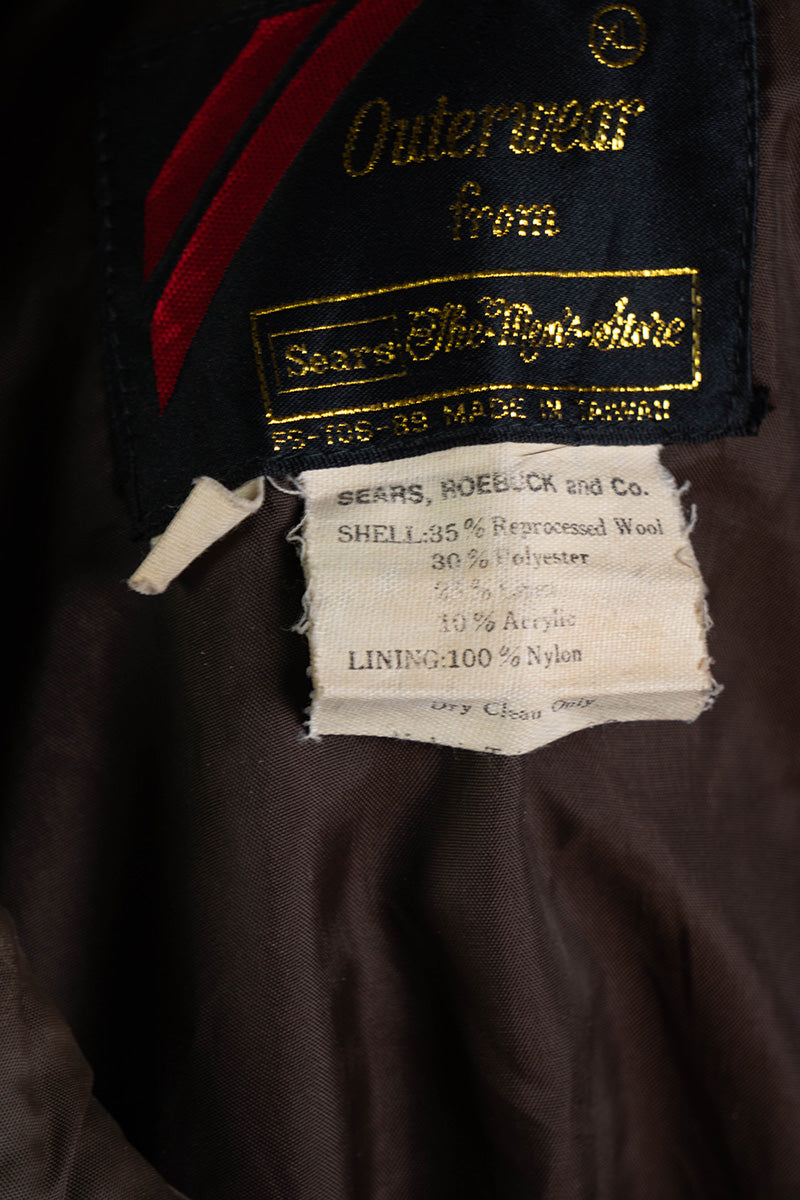 XL
Outerwear
from
Sears The Men's Store
FS-106-39 MADE IN TAIWAN
SEARS, ROEBUCK and Co.
SHELL:35% Reprocessed Wool
30% Polyester
10% Acrylic
LINING:100% Nylon
Dry Clean Only